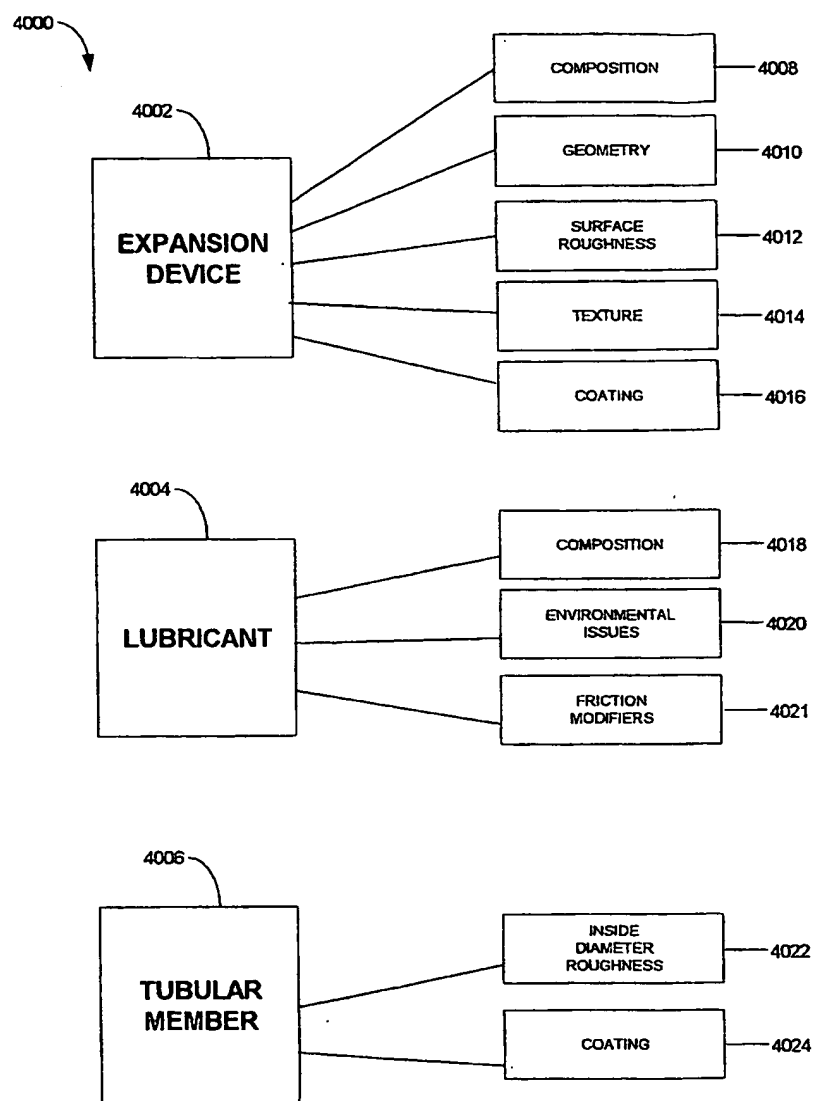 4000
4002
EXPANSION
DEVICE
COMPOSITION
4008
GEOMETRY
4010
SURFACE
ROUGHNESS
4012
TEXTURE
4014
COATING
4016
4004
LUBRICANT
COMPOSITION
4018
ENVIRONMENTAL
ISSUES
4020
FRICTION
MODIFIERS
4021
4006
TUBULAR
MEMBER
INSIDE
DIAMETER
ROUGHNESS
4022
COATING
4024